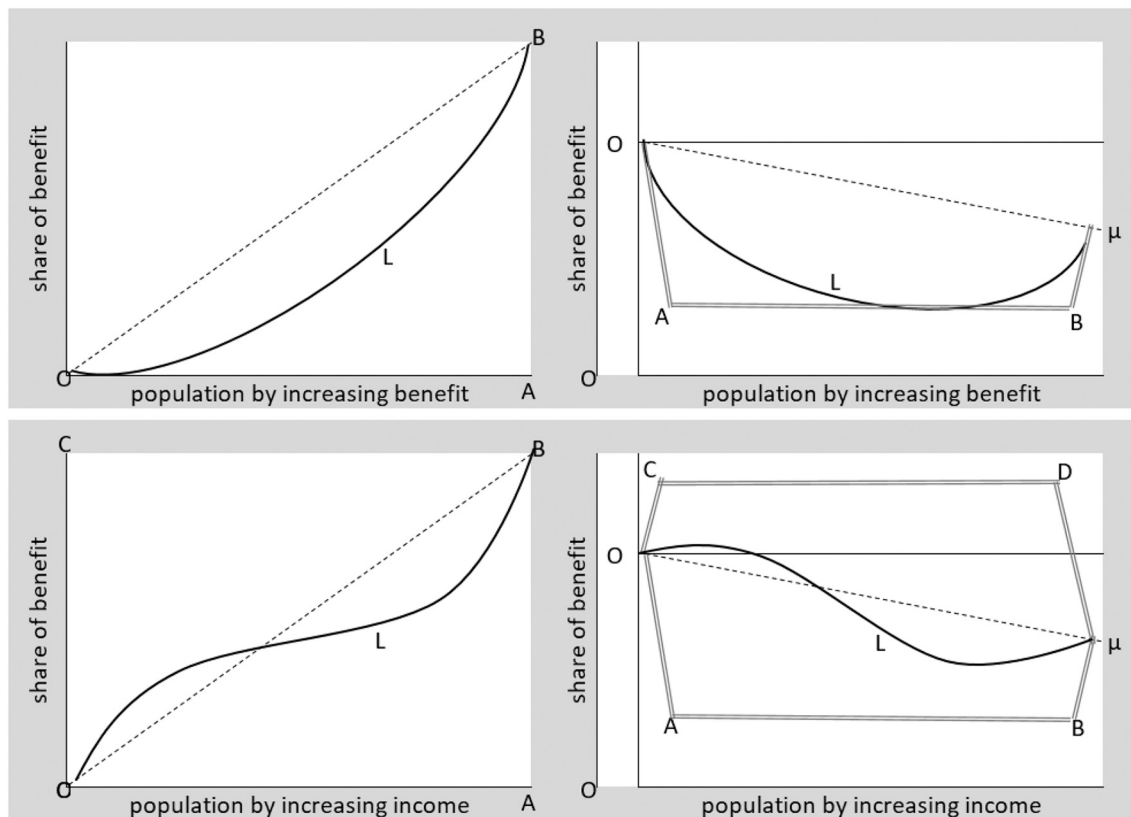 B
share of benefit
L
O
population by increasing benefit
A
O
share of benefit
μ
L
A
B
O
population by increasing benefit
C
B
share of benefit
L
O
population by increasing income
A
C
D
O
share of benefit
μ
L
A
B
O
population by increasing income